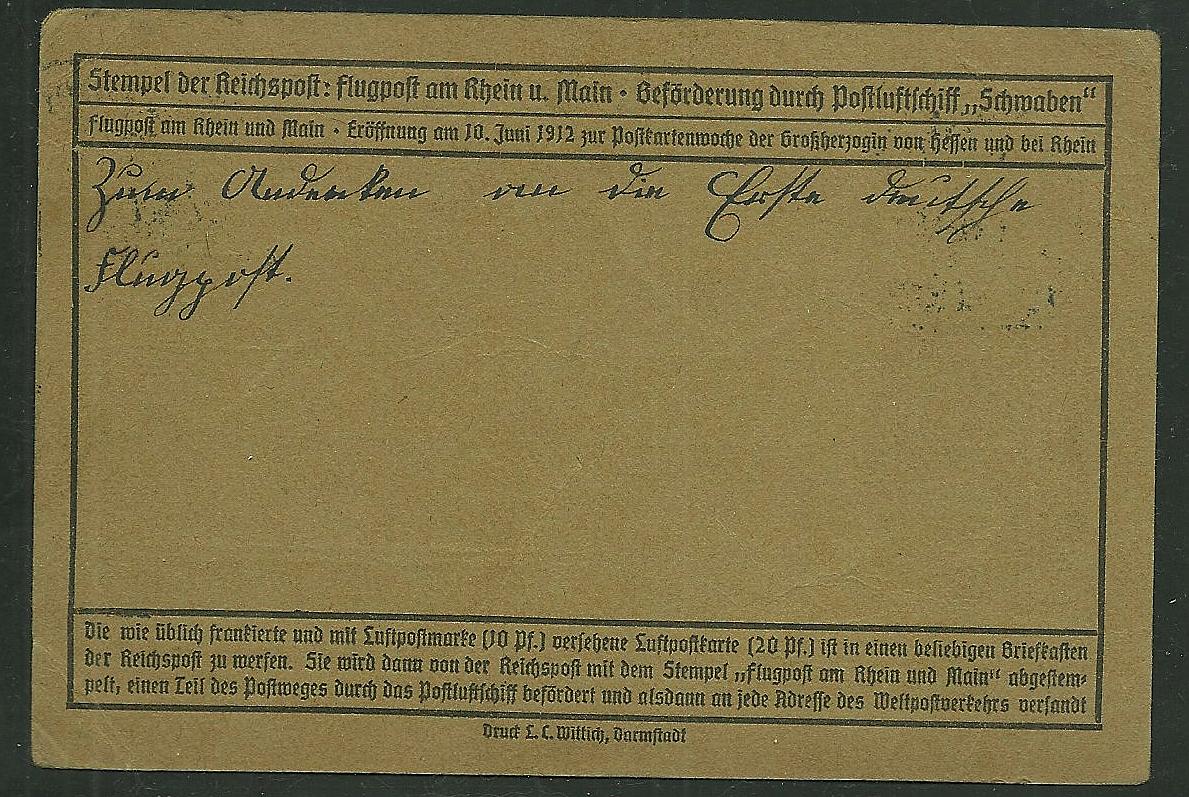 Stempel der Reichspost: Flugpost am Rhein u. Main · Beförderung durch Postluftschiff „Schwaben“
Flugpost am Rhein und Main · Eröffnung am 10. Juni 1912 zur Postkartenwoche der Großherzogin von Hessen und bei Rhein
Zum Andenken an die Erste deutsche
Flugpost.
Die wie üblich frankierte und mit Luftpostmarke (10 Pf.) versehene Luftpostkarte (20 Pf.) ist in einen beliebigen Briefkasten
der Reichspost zu werfen. Sie wird dann von der Reichspost mit dem Stempel „Flugpost am Rhein und Main“ abgestem-
pelt, einen Teil des Postweges durch das Postluftschiff befördert und alsdann an jede Adresse des Weltpostverkehrs versandt
Druck L. C. Wittich, Darmstadt